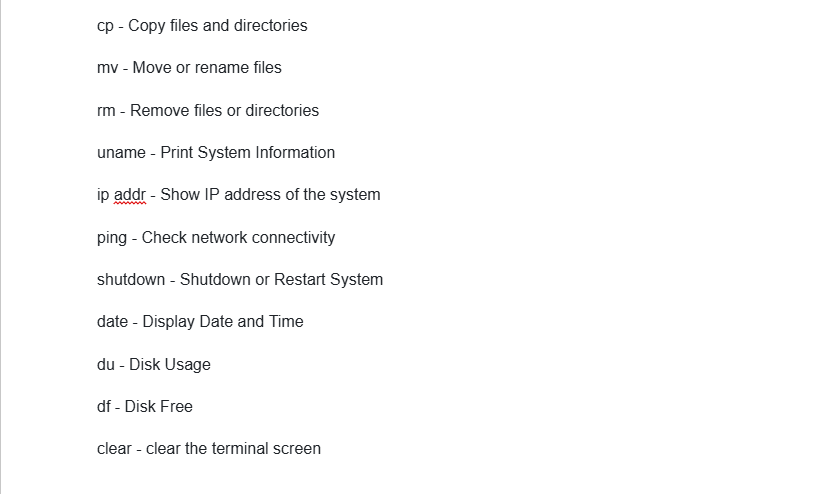 cp - Copy files and directories
mv - Move or rename files
rm - Remove files or directories
uname - Print System Information
ip addr - Show IP address of the system
ping - Check network connectivity
shutdown - Shutdown or Restart System
date - Display Date and Time
du - Disk Usage
df - Disk Free
clear - clear the terminal screen